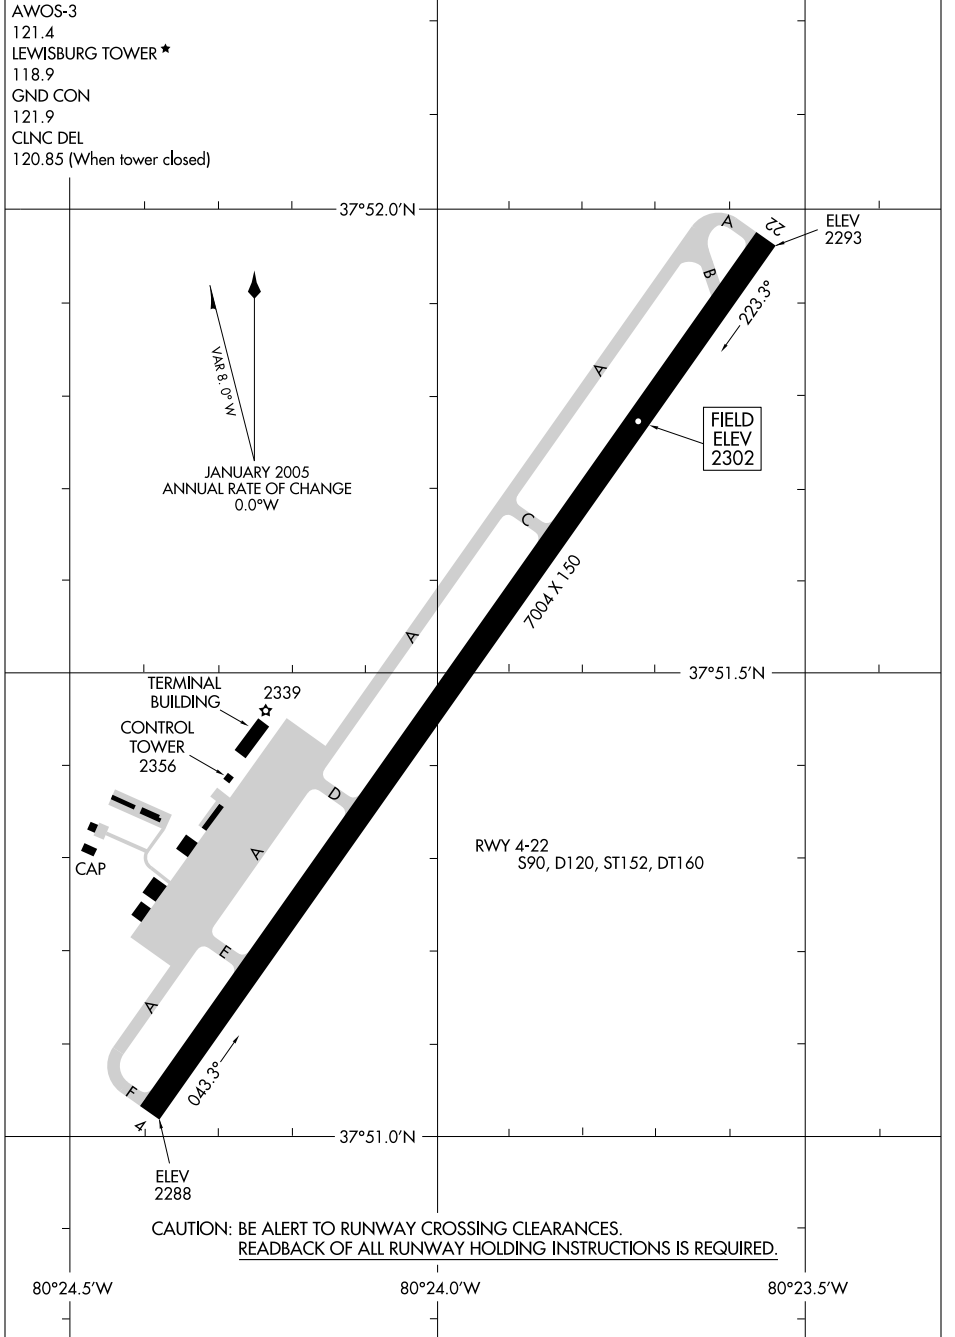 AWOS-3
121.4
LEWISBURG TOWER ★
118.9
GND CON
121.9
CLNC DEL
120.85 (When tower closed)
37°52.0'N
A
22
ELEV
2293
B
223.3°
VAR 8.0° W
A
FIELD
ELEV
2302
JANUARY 2005
ANNUAL RATE OF CHANGE
0.0°W
C
7004 X 150
A
37°51.5'N
TERMINAL
BUILDING
2339
CONTROL
TOWER
2356
D
A
RWY 4-22
S90, D120, ST152, DT160
CAP
E
A
043.3°
F
4
37°51.0'N
ELEV
2288
CAUTION: BE ALERT TO RUNWAY CROSSING CLEARANCES.
READBACK OF ALL RUNWAY HOLDING INSTRUCTIONS IS REQUIRED.
80°24.5'W
80°24.0'W
80°23.5'W